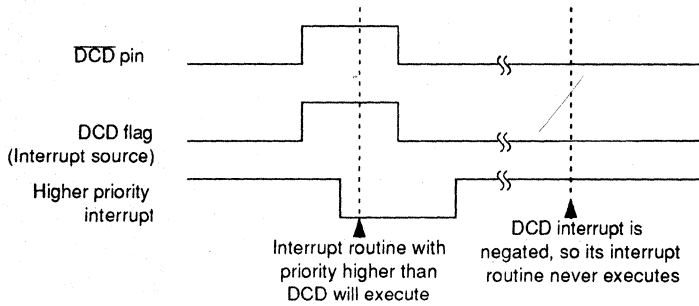 DCD pin
DCD flag
(Interrupt source)
Higher priority
interrupt
Interrupt routine with
priority higher than
DCD will execute
DCD interrupt is
negated, so its interrupt
routine never executes